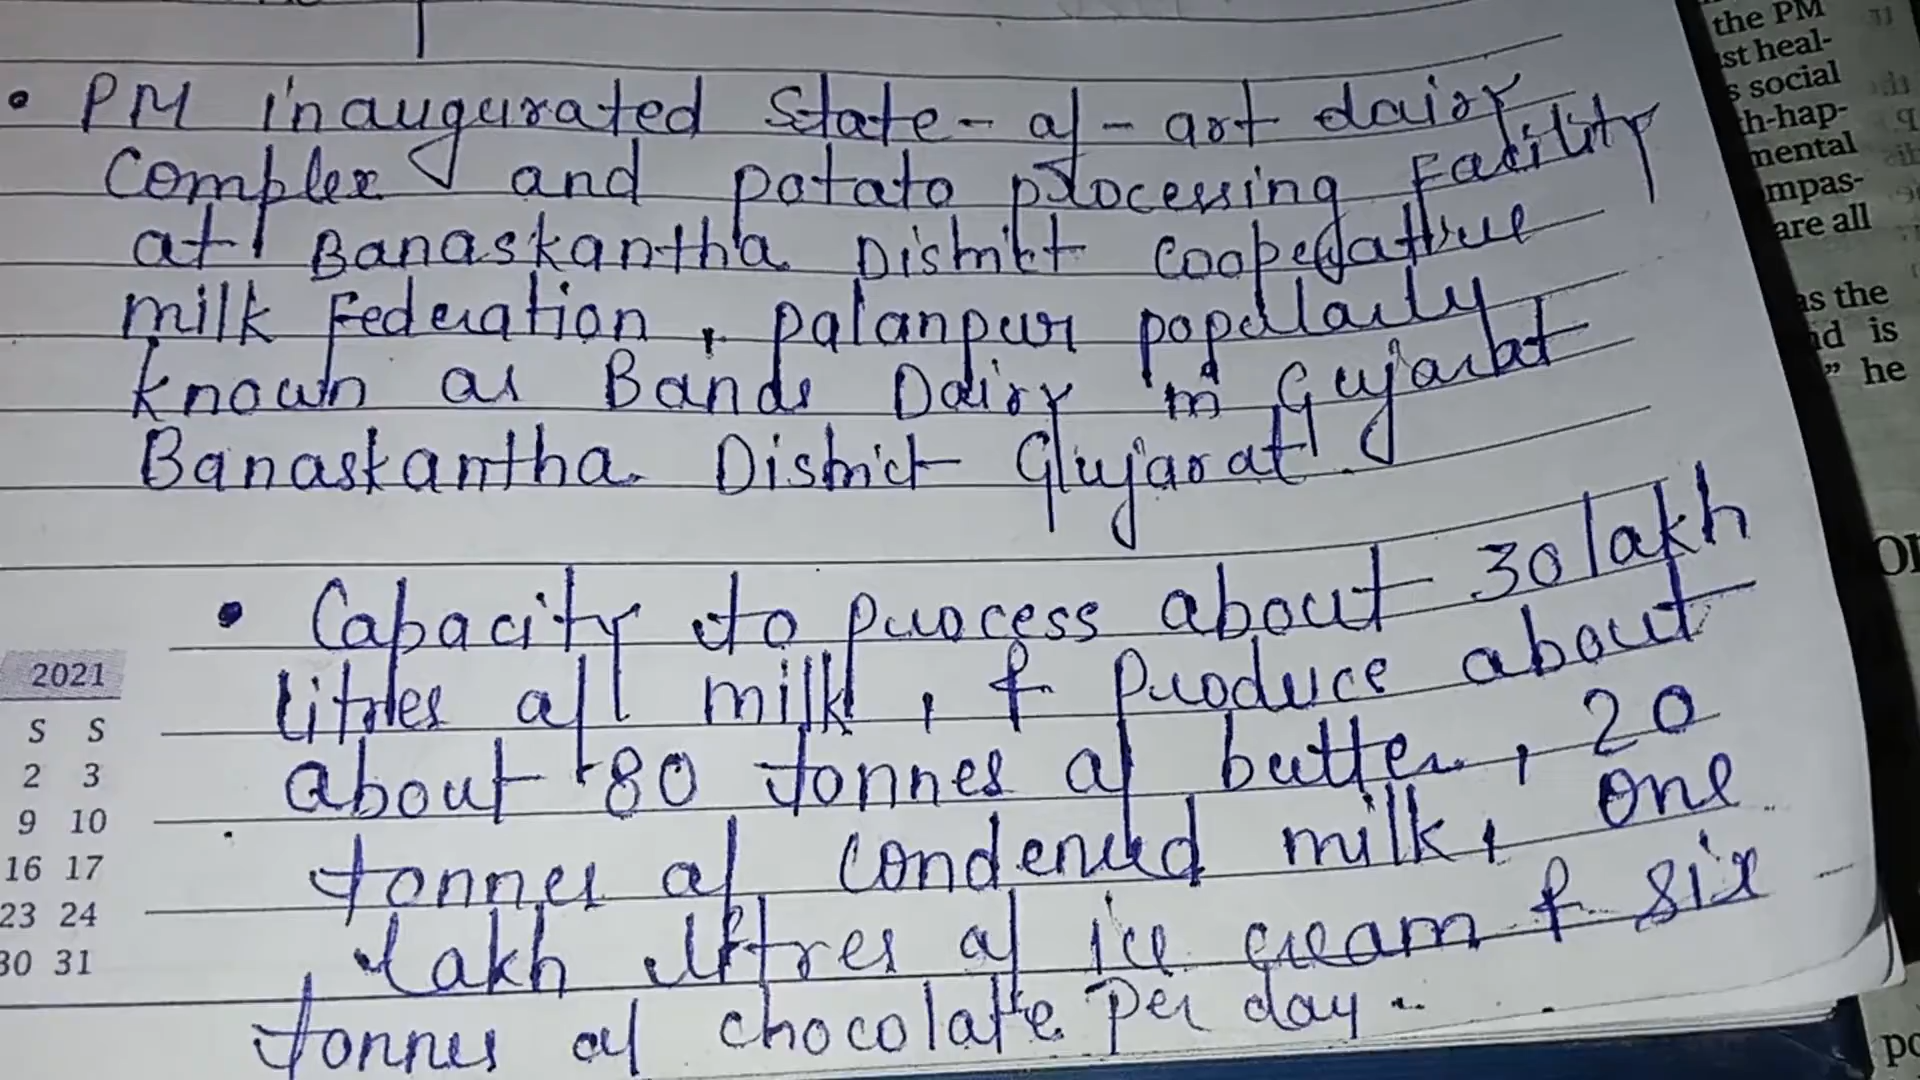 • PM inaugurated State-of-art dairy
Complex and potato processing Facility
at Banaskantha District Cooperative
milk Federation, palanpur popularly
known as Banas Dairy in Gujarat
Banaskantha District Gujarat.
• Capacity to process about 30 lakh
litres of milk, & produce about
about 80 tonnes of butter, 20
tonnes of condensed milk, one
lakh litres of ice cream & six
tonnes of chocolate per day..
2021
S S
2 3
9 10
16 17
23 24
30 31
the PM
social
h-hap-
mental
are all
as the
is
" he